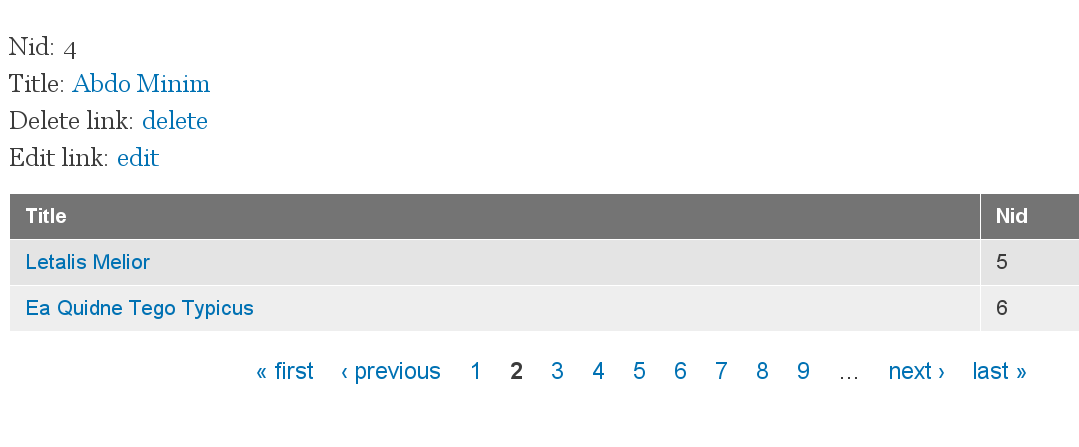 Nid: 4
Title: Abdo Minim
Delete link: delete
Edit link: edit
Title Nid
Letalis Melior 5
Ea Quidne Tego Typicus 6
« first ‹ previous 1 2 3 4 5 6 7 8 9 … next › last »